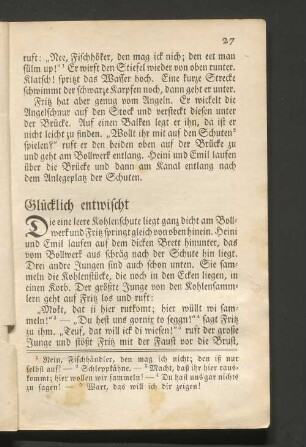 27
ruft: „Nee, Fischhöker, den mag ick nich; den eet man
sülm up!“¹ Er wirft den Stiefel wieder von oben runter.
Klatsch! spritzt das Wasser hoch. Eine kurze Strecke
schwimmt der schwarze Karpfen noch, dann geht er unter.
Fritz hat aber genug vom Angeln. Er wickelt die
Angelschnur auf den Stock und versteckt diesen unter
der Brücke. Auf einen Balken legt er ihn, da ist er
nicht leicht zu finden. „Wollt ihr mit auf den Schuten²
spielen?“ ruft er den beiden oben auf der Brücke zu
und geht am Bollwerk entlang. Heini und Emil laufen
über die Brücke und dann am Kanal entlang nach
dem Anlegeplatz der Schuten.
Glücklich entwischt
Die eine leere Kohlenschute liegt ganz dicht am Boll-
werk und Fritz springt gleich von oben hinein. Heini
und Emil laufen auf dem dicken Brett hinunter, das
vom Bollwerk aus schräg nach der Schute hin liegt.
Drei andre Jungen sind auch schon unten. Sie sam-
meln die Kohlenstücke, die noch in den Ecken liegen, in
einen Korb. Der größte Junge von den Kohlensamm-
lern geht auf Fritz los und ruft:
„Makt, dat ji hier rutkomt; hier wüllt wi sam-
meln!“³ — „Du hest uns gornix to seggn!“⁴ sagt Fritz
zu ihm. „Teuf, dat will ick di wiesen!“⁵ ruft der große
Junge und stößt Fritz mit der Faust vor die Brust,
¹ Nein, Fischhändler, den mag ich nicht; den ißt man
selbst auf! — ² Schleppkähne. — ³ Macht, daß ihr hier raus-
kommt; hier wollen wir sammeln! — ⁴ Du hast uns gar nichts
zu sagen! — ⁵ Wart, das will ich dir zeigen!